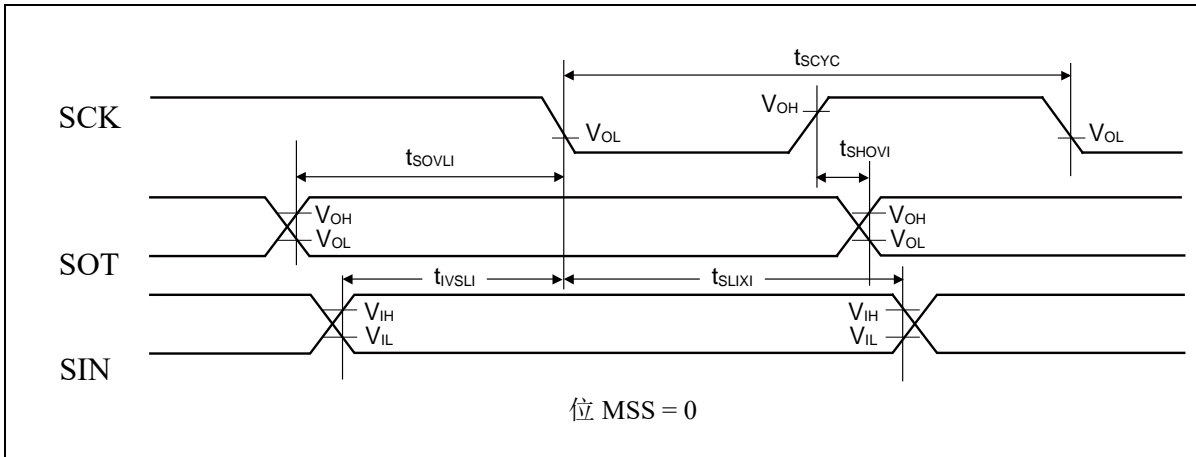 tSCYC
SCK
VOH
VOL
VOL
tSOVLI
tSHOVI
VOH
VOL
VOH
VOL
SOT
tIVSLI
tSLIXI
VIH
VIL
VIH
VIL
SIN
位 MSS = 0